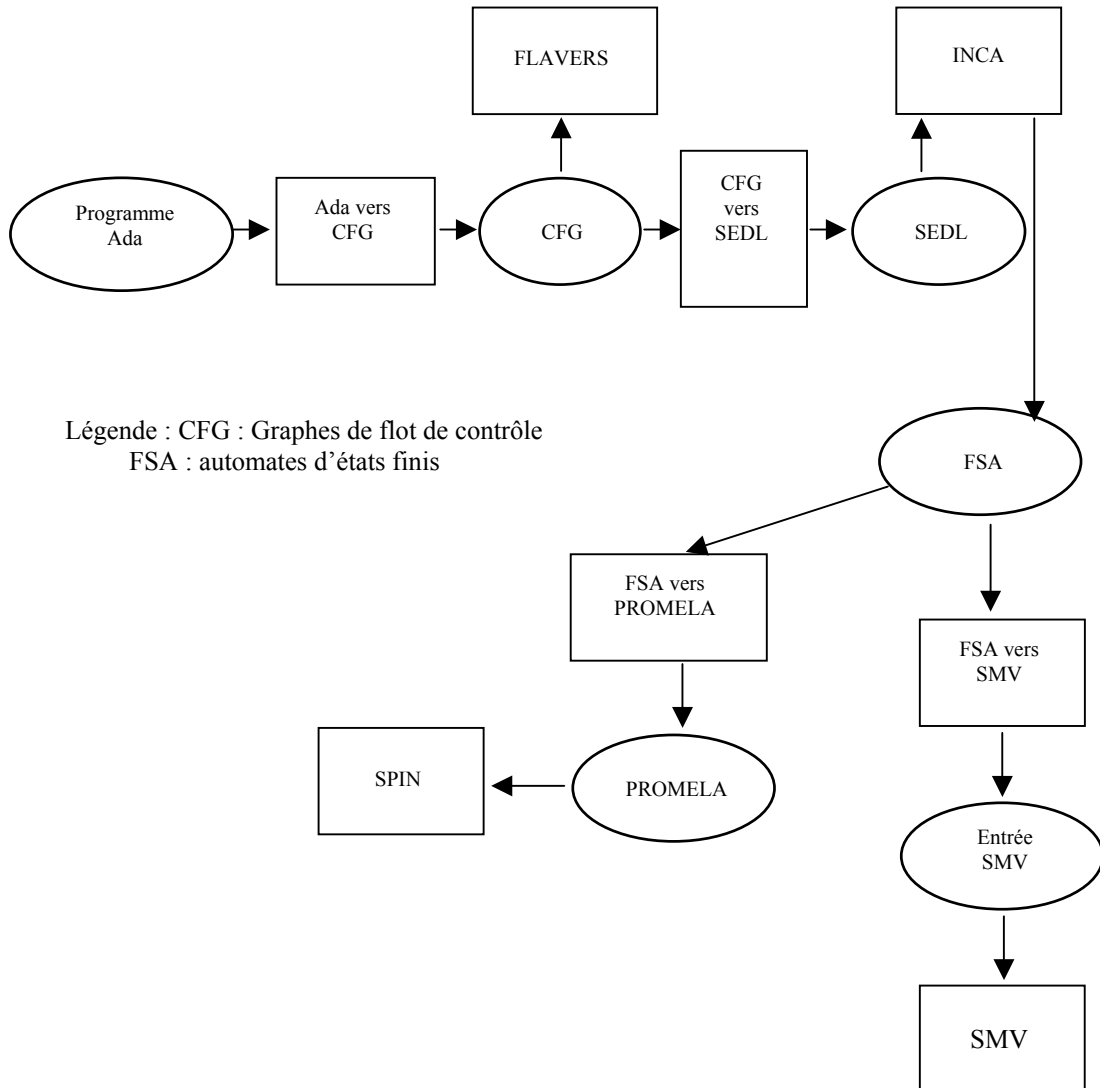 FLAVERS
INCA
Programme
Ada
Ada vers
CFG
CFG
CFG
vers
SEDL
SEDL
Légende : CFG : Graphes de flot de contrôle
FSA : automates d'états finis
FSA
FSA vers
PROMELA
FSA vers
SMV
SPIN
PROMELA
Entrée
SMV
SMV